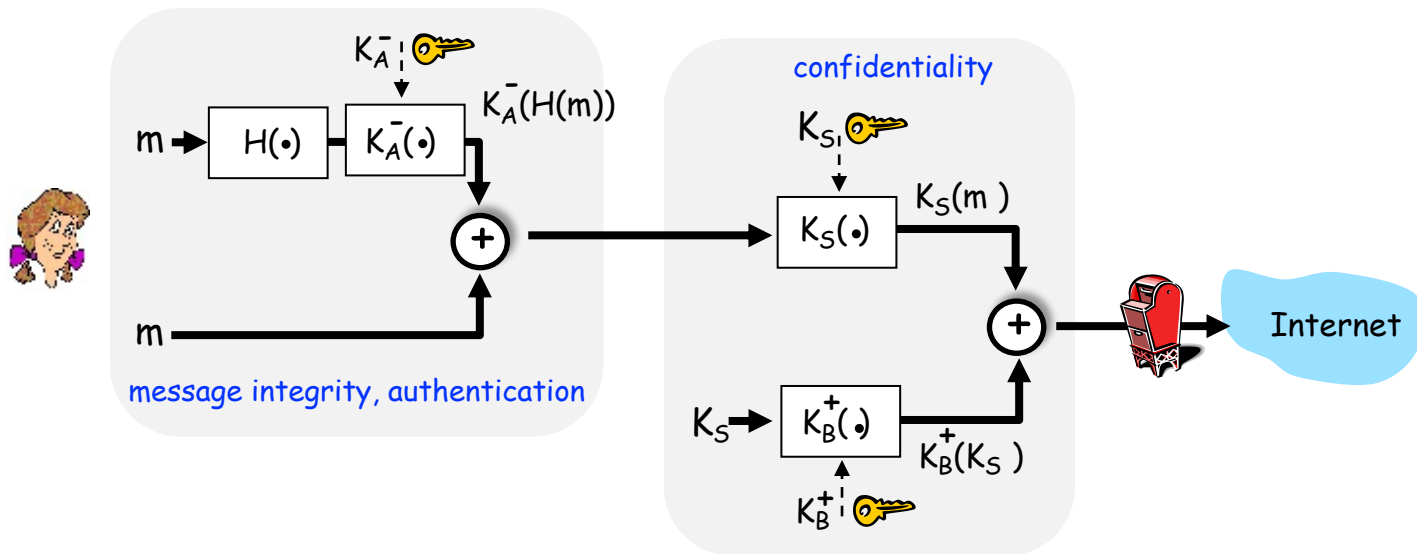 K_A^-
K_A^-(H(m))
m
H(•)
K_A^-(•)
+
m
message integrity, authentication
confidentiality
K_S
K_S(•)
K_S(m )
+
Internet
K_S
K_B^+(•)
K_B^+(K_S )
K_B^+